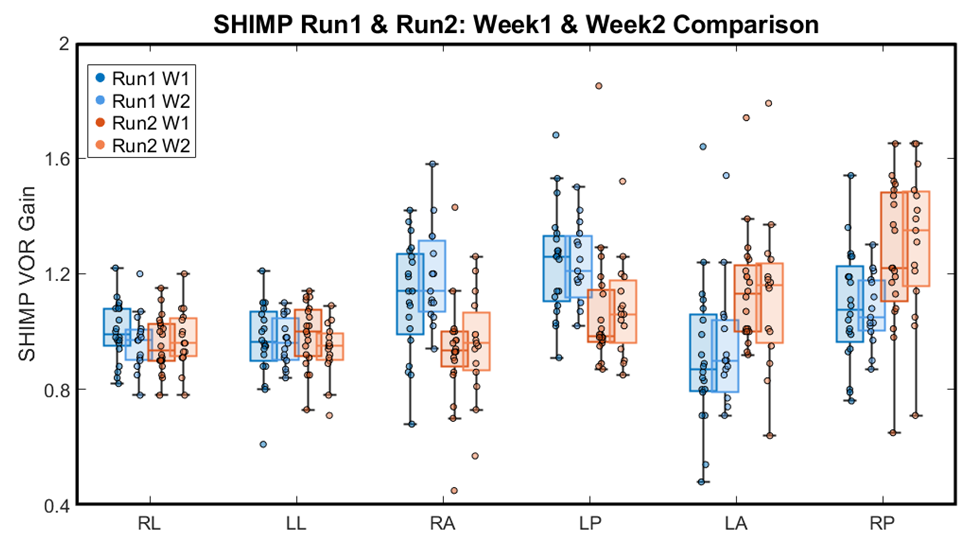 SHIMP Run1 & Run2: Week1 & Week2 Comparison
2
1.6
1.2
0.8
0.4
SHIMP VOR Gain
Run1 W1
Run1 W2
Run2 W1
Run2 W2
RL LL RA LP LA RP